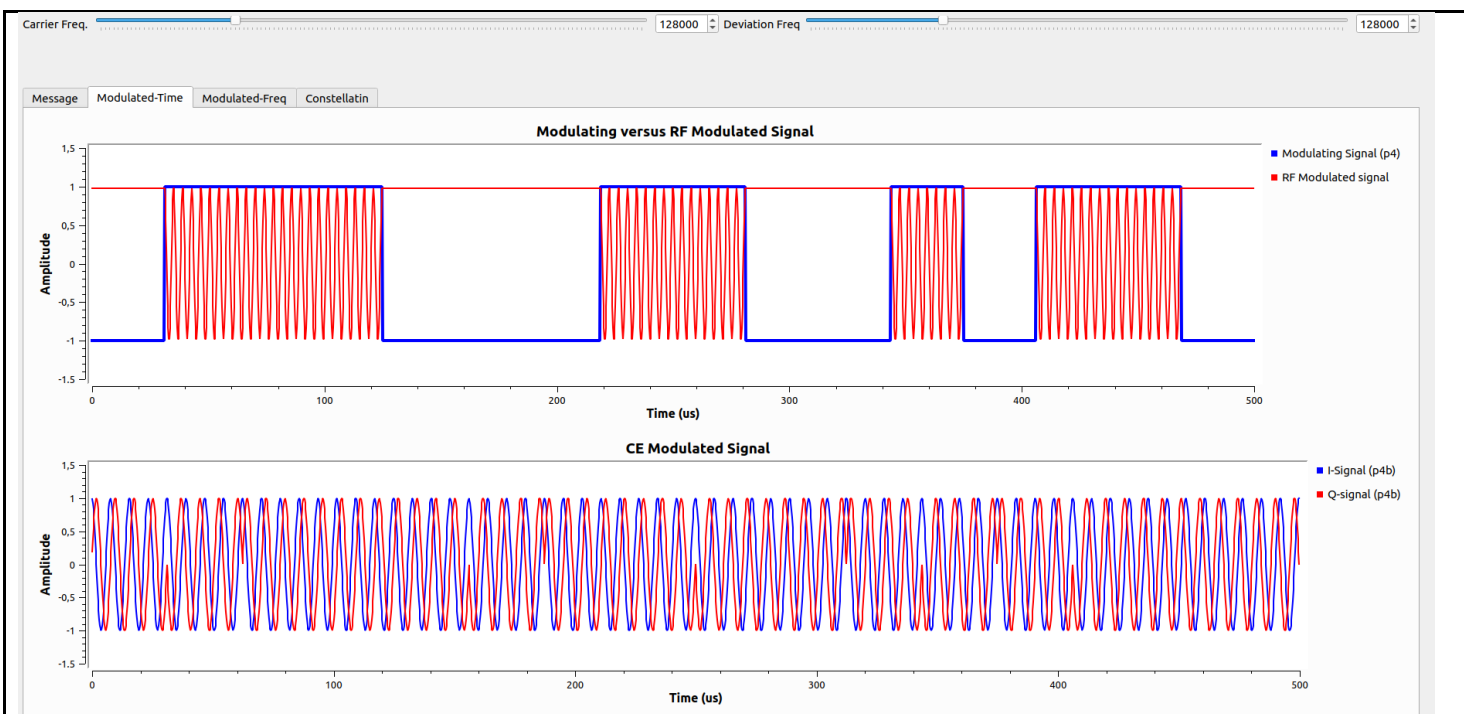 Carrier Freq. 128000 Deviation Freq 128000
Message Modulated-Time Modulated-Freq Constellatin
Modulating versus RF Modulated Signal
1,5
1
0,5
0
-0,5
-1
-1.5
Amplitude
0 100 200 300 400 500
Time (us)
Modulating Signal (p4)
RF Modulated signal
CE Modulated Signal
1,5
1
0,5
0
-0,5
-1
-1.5
Amplitude
0 100 200 300 400 500
Time (us)
I-Signal (p4b)
Q-signal (p4b)